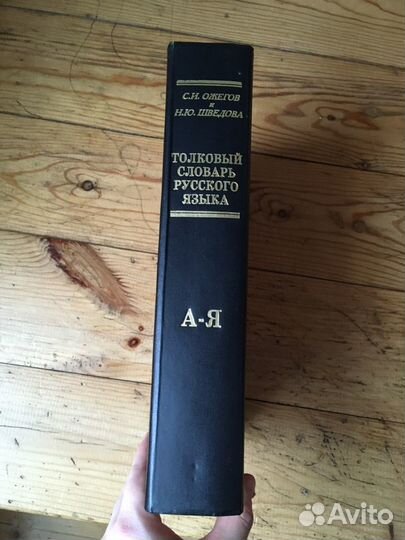 С.И. ОЖЕГОВ
и
Н.Ю. ШВЕДОВА
ТОЛКОВЫЙ
СЛОВАРЬ
РУССКОГО
ЯЗЫКА
А-Я
Avito